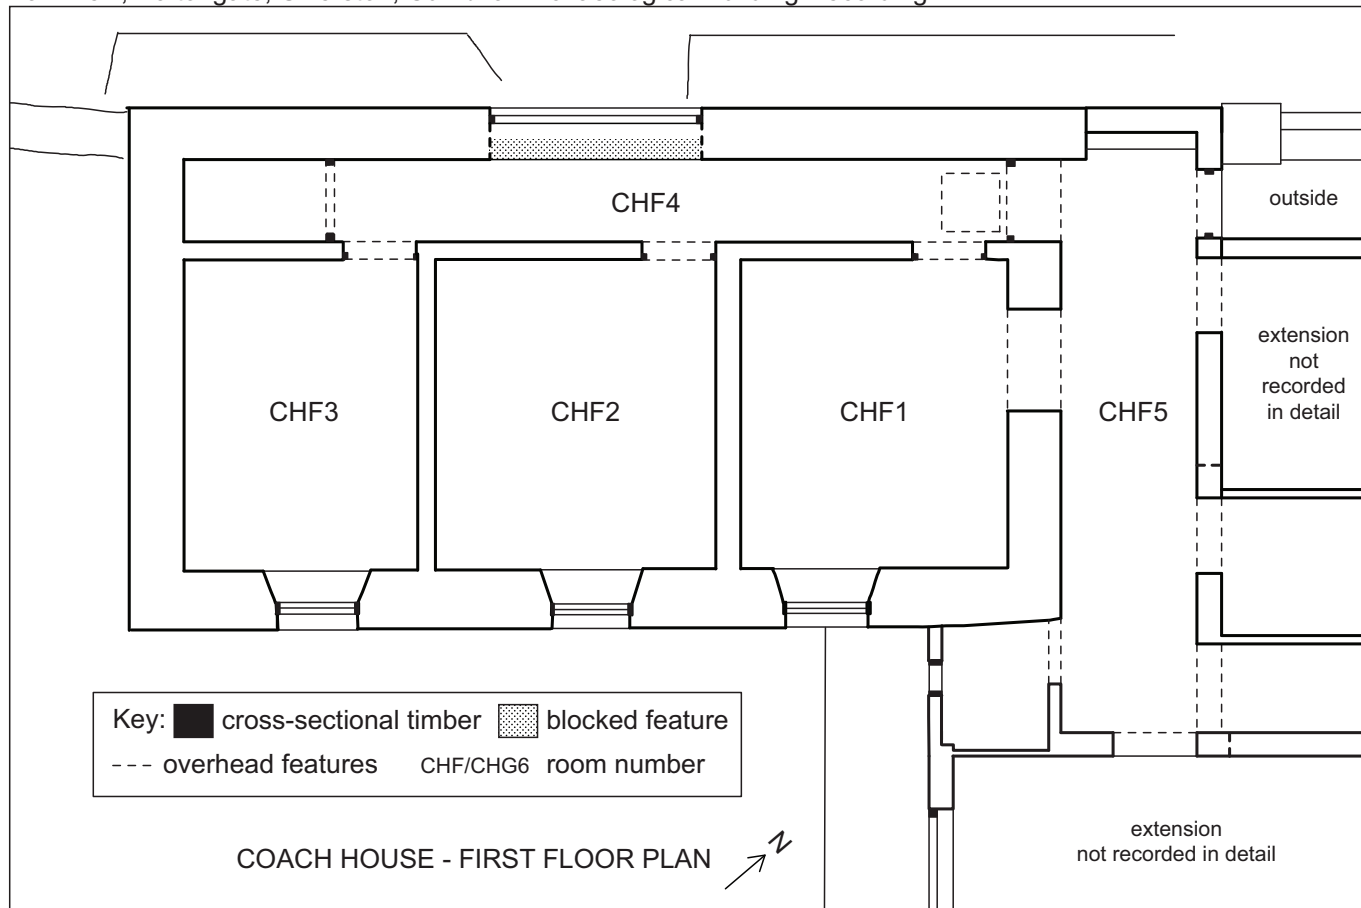 CHF4
outside
CHF3
CHF2
CHF1
CHF5
extension
not
recorded
in detail
Key: cross-sectional timber blocked feature
overhead features CHF/CHG6 room number
COACH HOUSE - FIRST FLOOR PLAN
N
extension
not recorded in detail